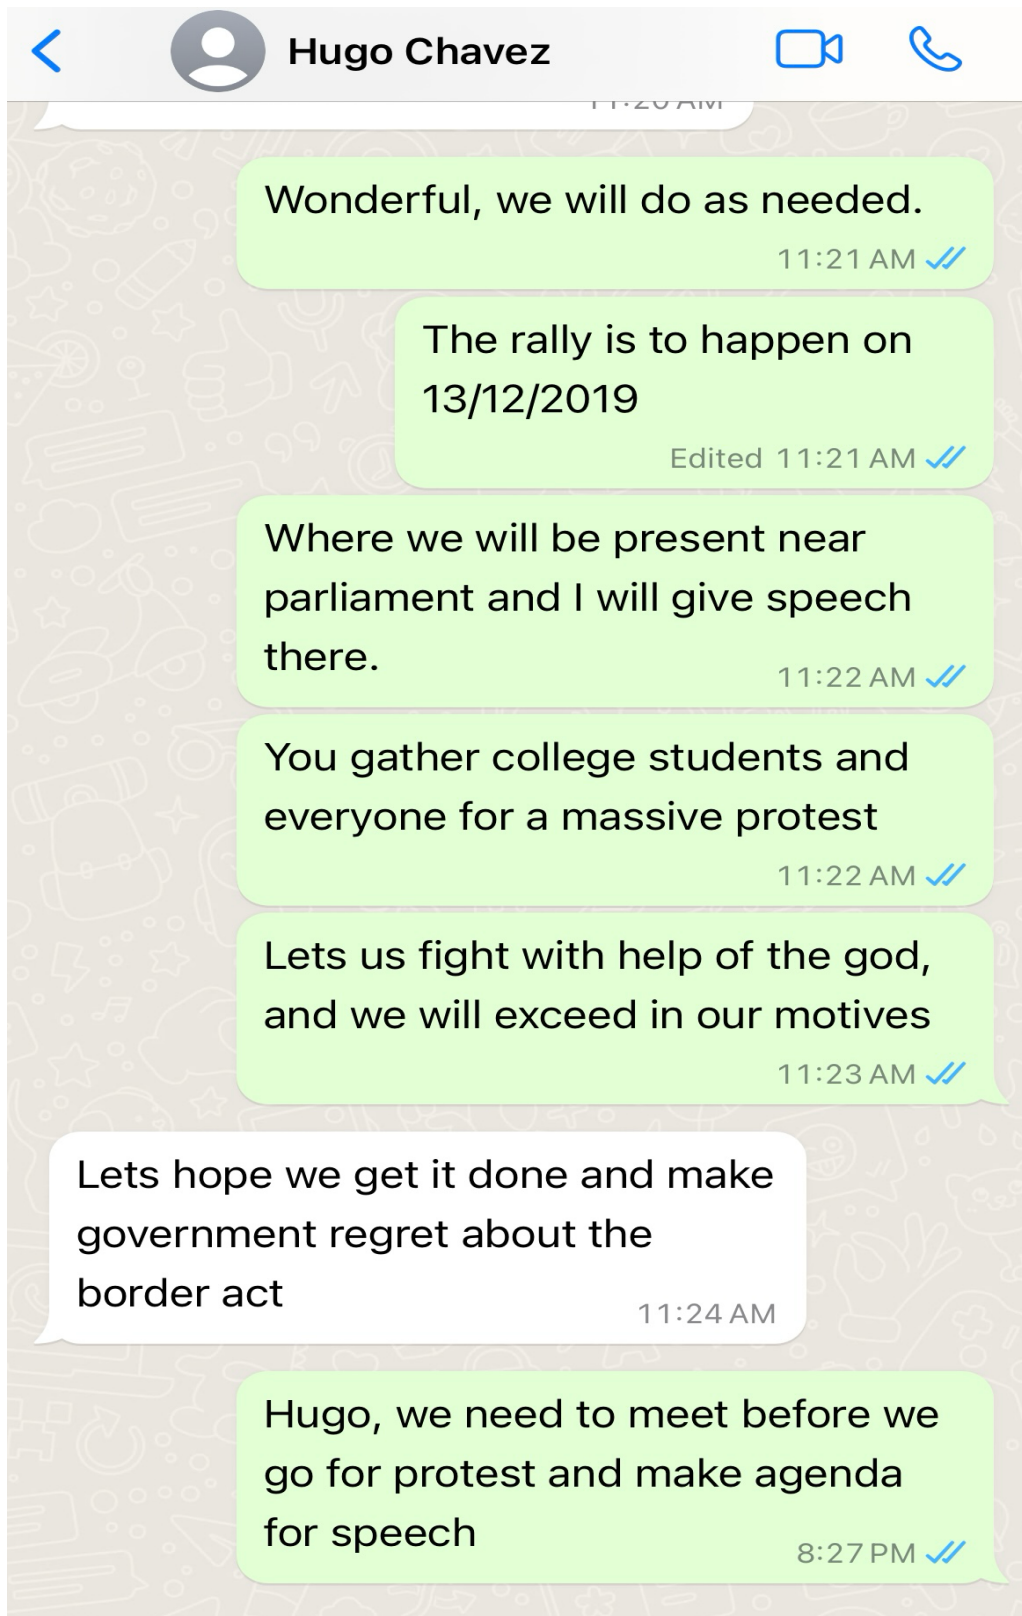 Hugo Chavez
11:20 AM
Wonderful, we will do as needed.
11:21 AM
The rally is to happen on
13/12/2019
Edited 11:21 AM
Where we will be present near
parliament and I will give speech
there.
11:22 AM
You gather college students and
everyone for a massive protest
11:22 AM
Lets us fight with help of the god,
and we will exceed in our motives
11:23 AM
Lets hope we get it done and make
government regret about the
border act
11:24 AM
Hugo, we need to meet before we
go for protest and make agenda
for speech
8:27 PM